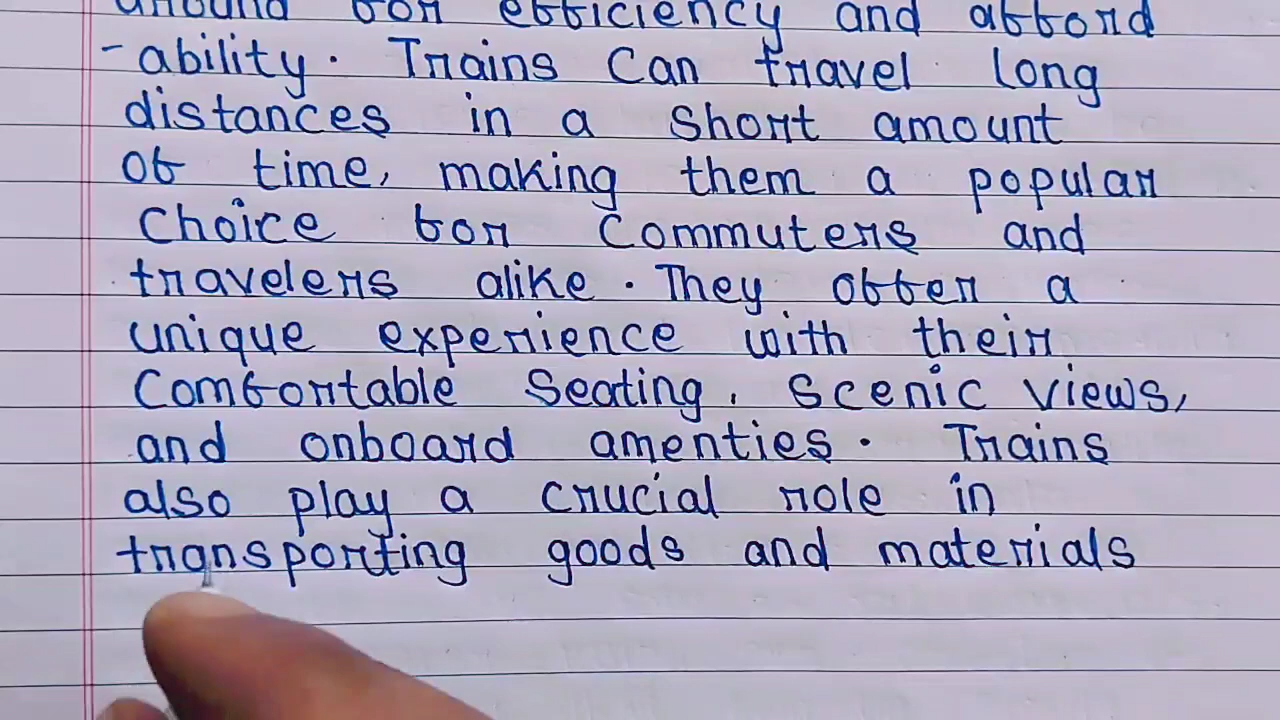 around for efficiency and afford
-ability. Trains Can travel long
distances in a short amount
of time, making them a popular
Choice for Commuters and
travelers alike. They offer a
unique experience with their
Comfortable Seating, Scenic views,
and onboard amenties. Trains
also play a crucial role in
transporting goods and materials